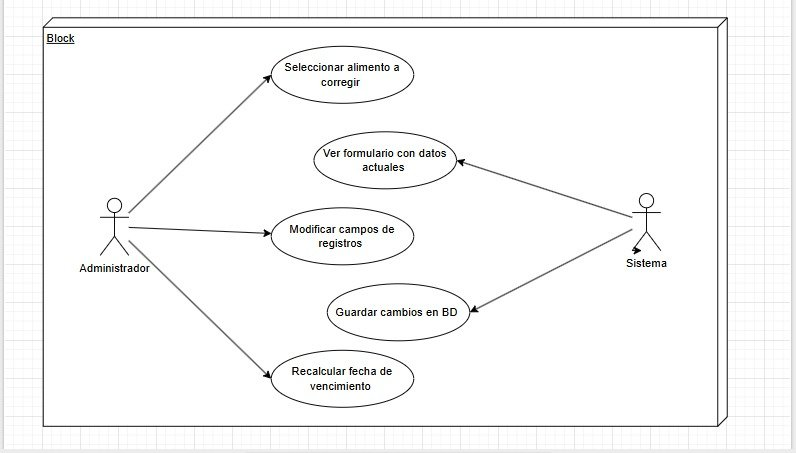 Block
Seleccionar alimento a
corregir
Ver formulario con datos
actuales
Modificar campos de
registros
Administrador
Sistema
Guardar cambios en BD
Recalcular fecha de
vencimiento